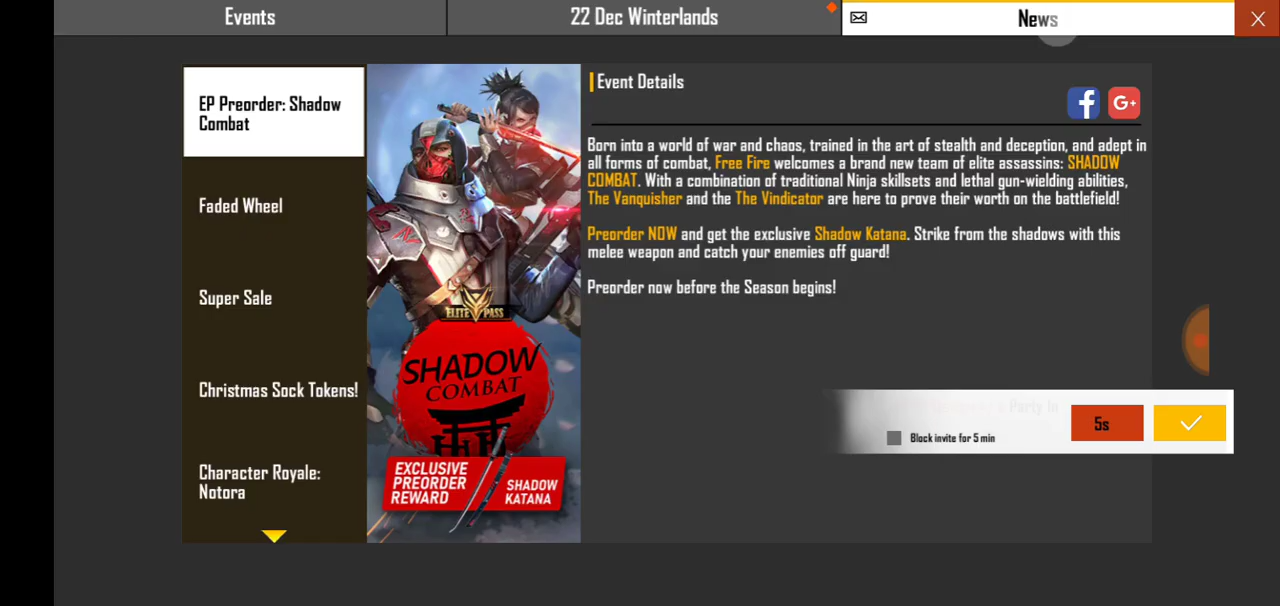 Events
22 Dec Winterlands
News
EP Preorder: Shadow
Combat
Faded Wheel
Super Sale
Christmas Sock Tokens!
Character Royale:
Notora
ELITE PASS
SHADOW
COMBAT
EXCLUSIVE
PREORDER
REWARD
SHADOW
KATANA
Event Details
f
G+
Born into a world of war and chaos, trained in the art of stealth and deception, and adept in
all forms of combat, Free Fire welcomes a brand new team of elite assassins: SHADOW
COMBAT. With a combination of traditional Ninja skillsets and lethal gun-wielding abilities,
The Vanquisher and the The Vindicator are here to prove their worth on the battlefield!
Preorder NOW and get the exclusive Shadow Katana. Strike from the shadows with this
melee weapon and catch your enemies off guard!
Preorder now before the Season begins!
Party In
Block invite for 5 min
5s